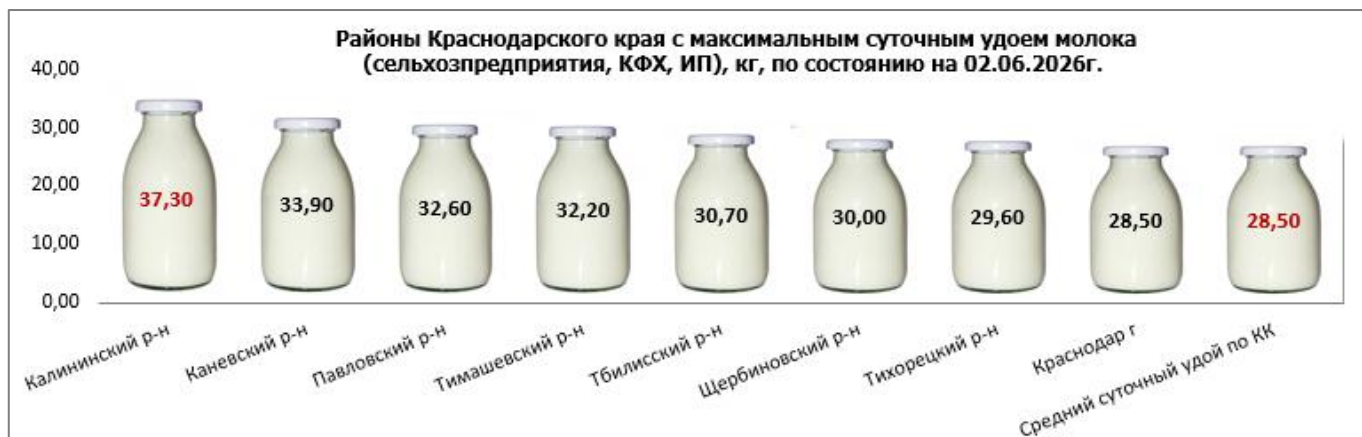 Районы Краснодарского края с максимальным суточным удоем молока
(сельхозпредприятия, КФХ, ИП), кг, по состоянию на 02.06.2026г.
40,00
30,00
20,00
10,00
0,00
37,30
33,90
32,60
32,20
30,70
30,00
29,60
28,50
28,50
Калининский р-н
Каневский р-н
Павловский р-н
Тимашевский р-н
Тбилисский р-н
Щербиновский р-н
Тихорецкий р-н
Краснодар г
Средний суточный удой по КК